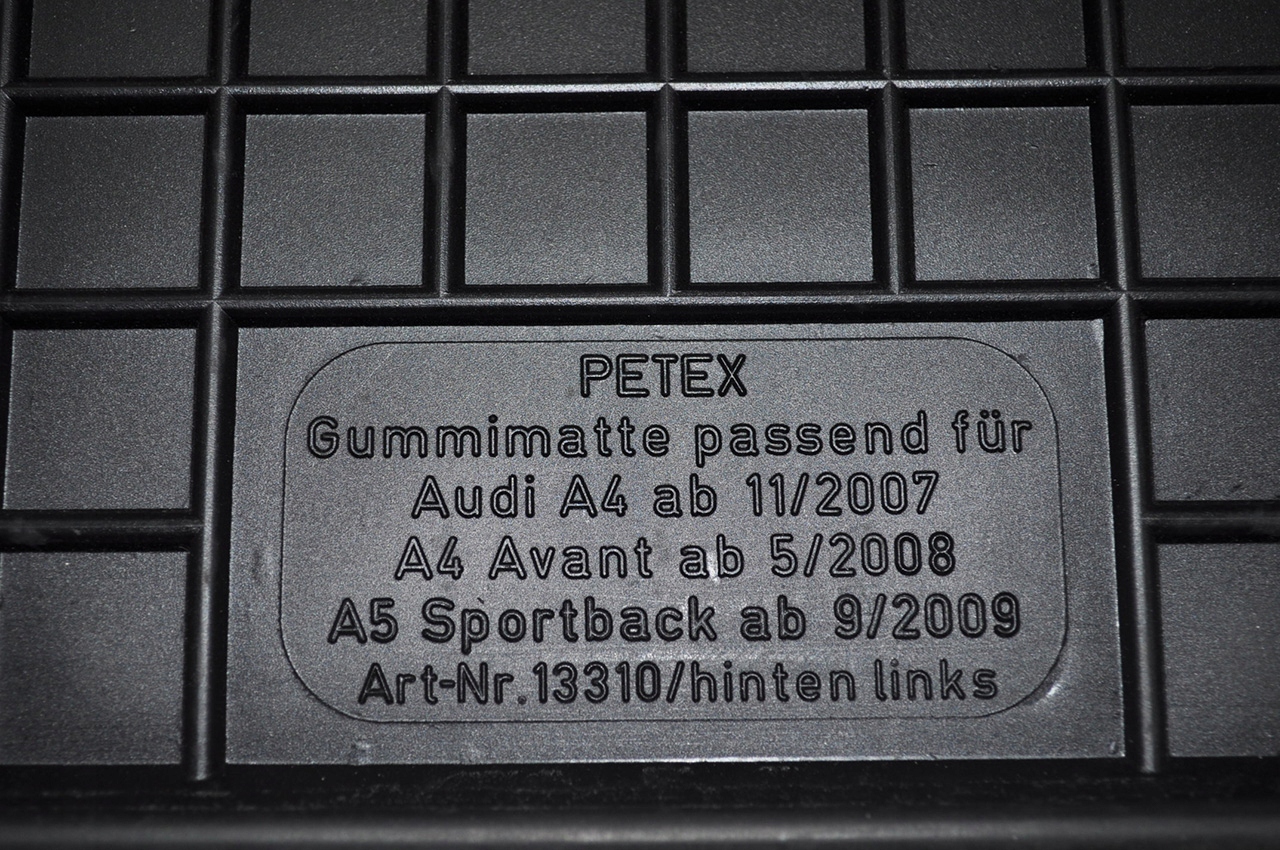 PETEX
Gummimatte passend für
Audi A4 ab 11/2007
A4 Avant ab 5/2008
A5 Sportback ab 9/2009
Art-Nr.13310/hinten links